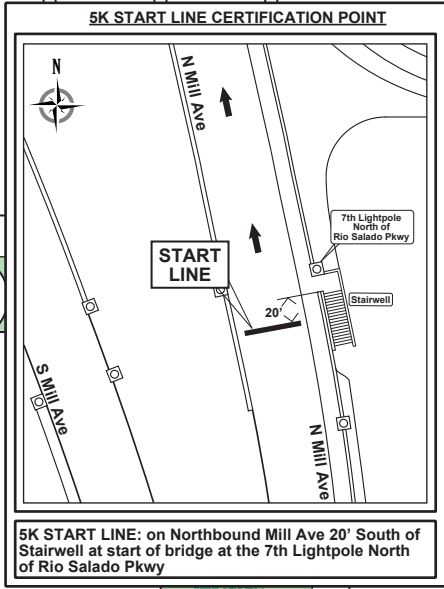 5K START LINE CERTIFICATION POINT
N
N Mill Ave
7th Lightpole
North of
Rio Salado Pkwy
START
LINE
Stairwell
20'
S Mill Ave
N Mill Ave
5K START LINE: on Northbound Mill Ave 20' South of
Stairwell at start of bridge at the 7th Lightpole North
of Rio Salado Pkwy